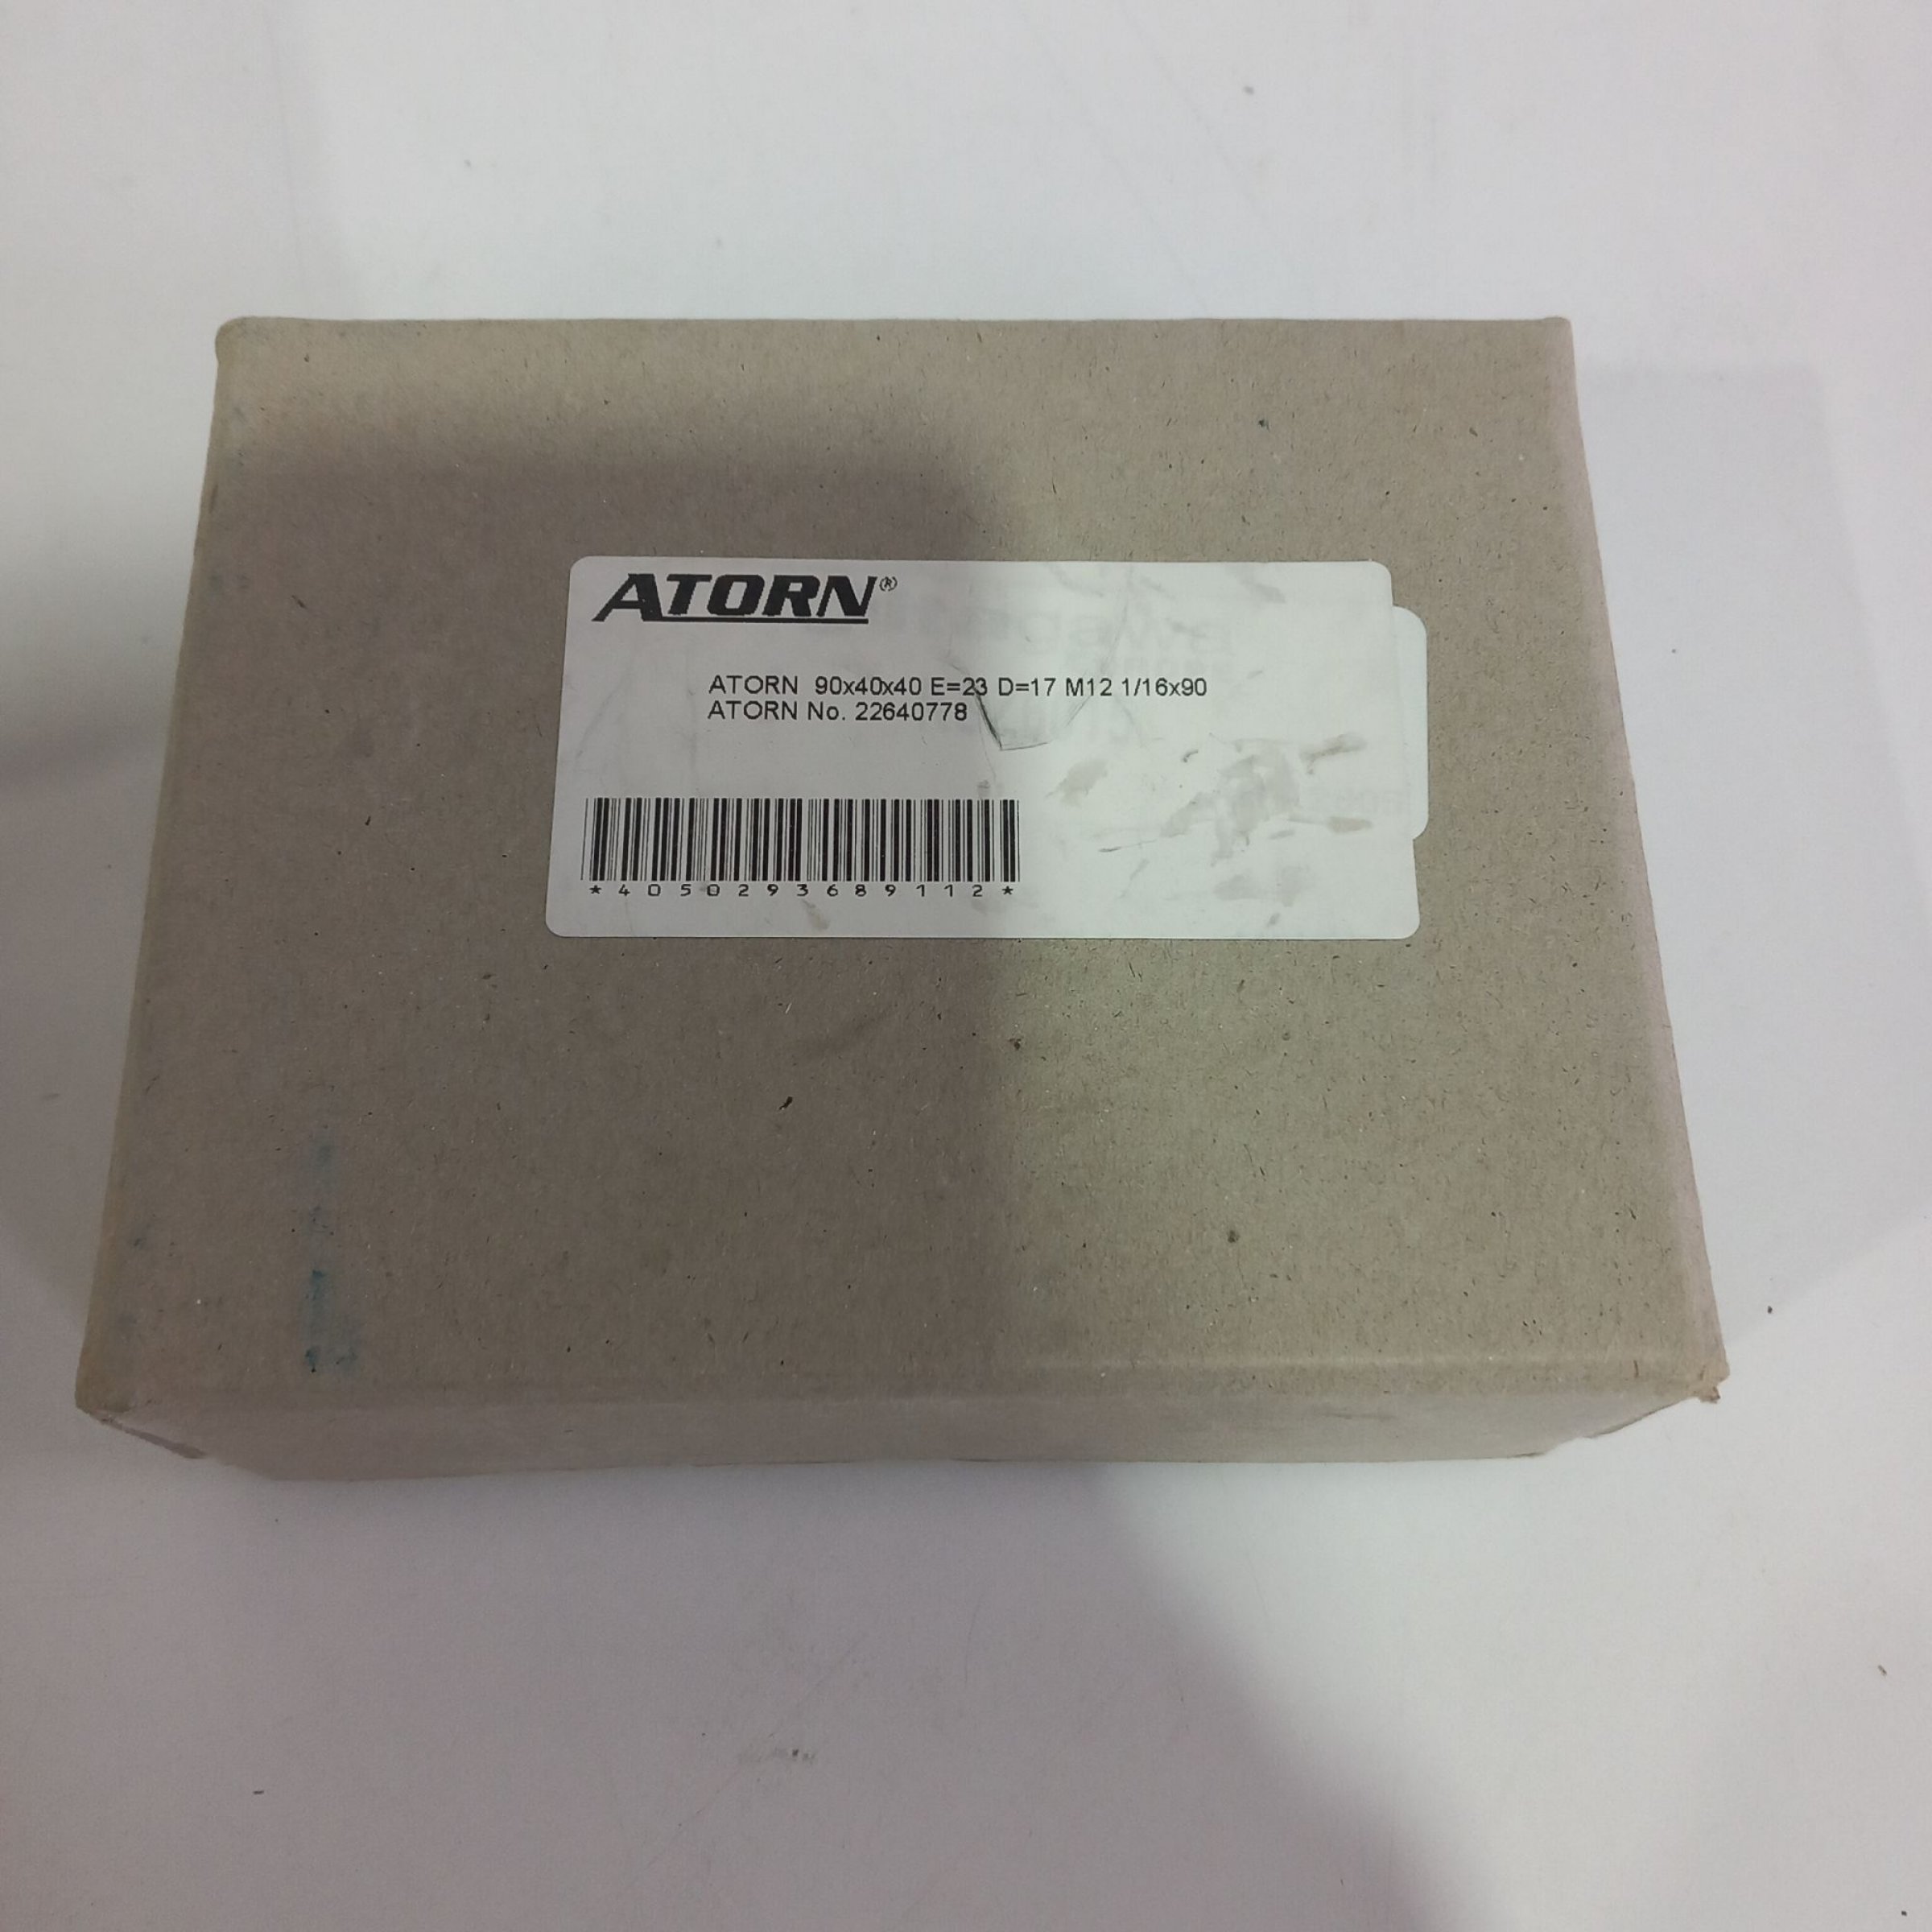 ATORN®
ATORN 90x40x40 E=23 D=17 M12 1/16x90
ATORN No. 22640778
*4050293689112*